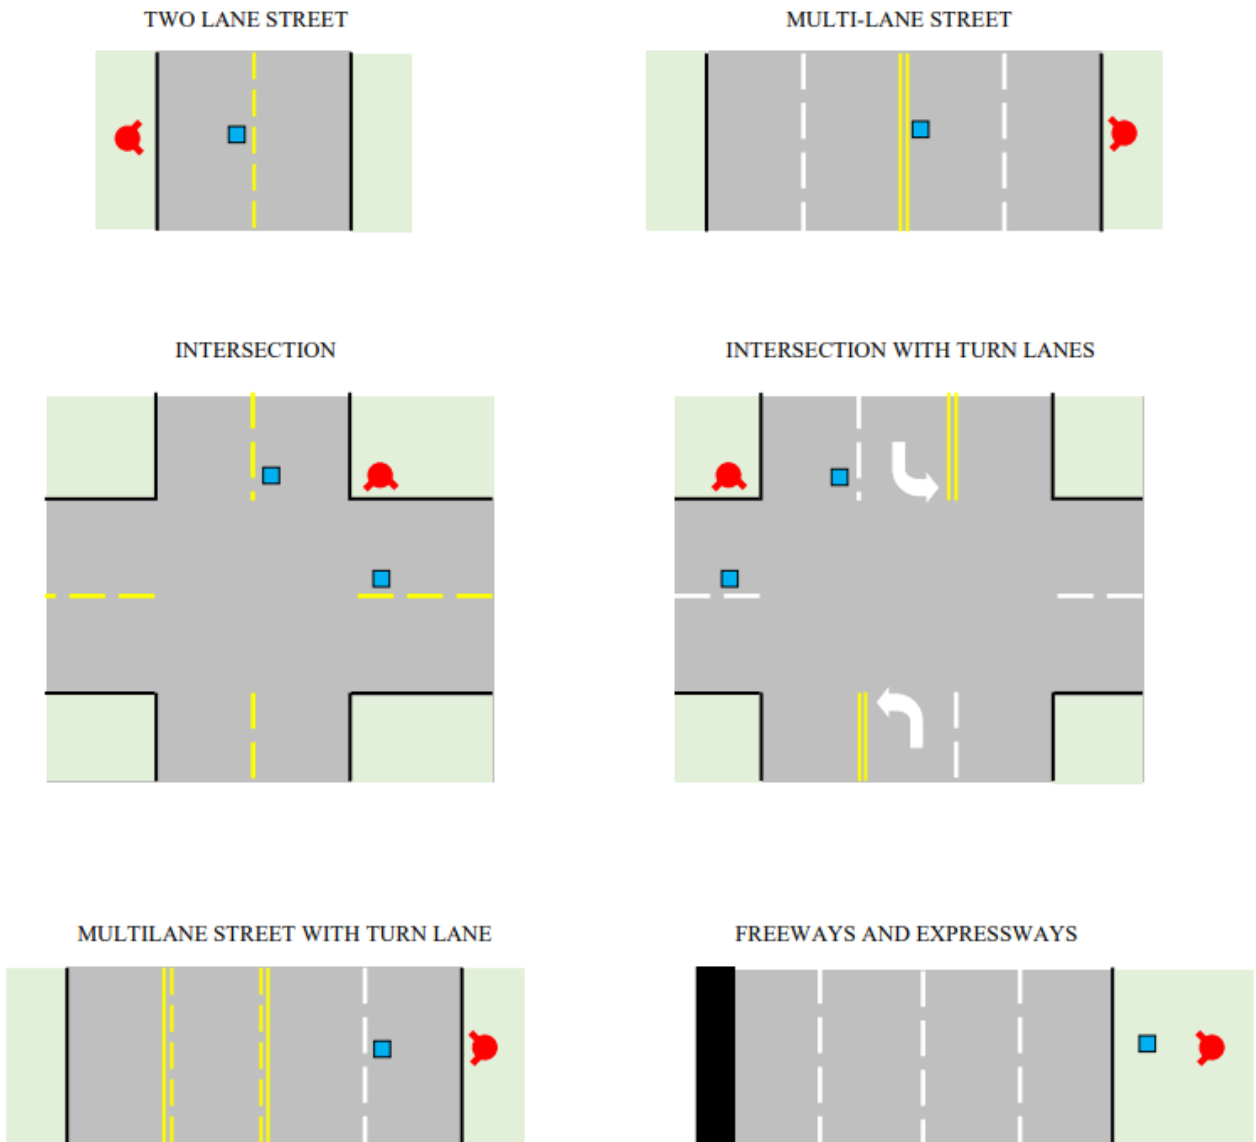 TWO LANE STREET
MULTI-LANE STREET
INTERSECTION
INTERSECTION WITH TURN LANES
MULTILANE STREET WITH TURN LANE
FREEWAYS AND EXPRESSWAYS